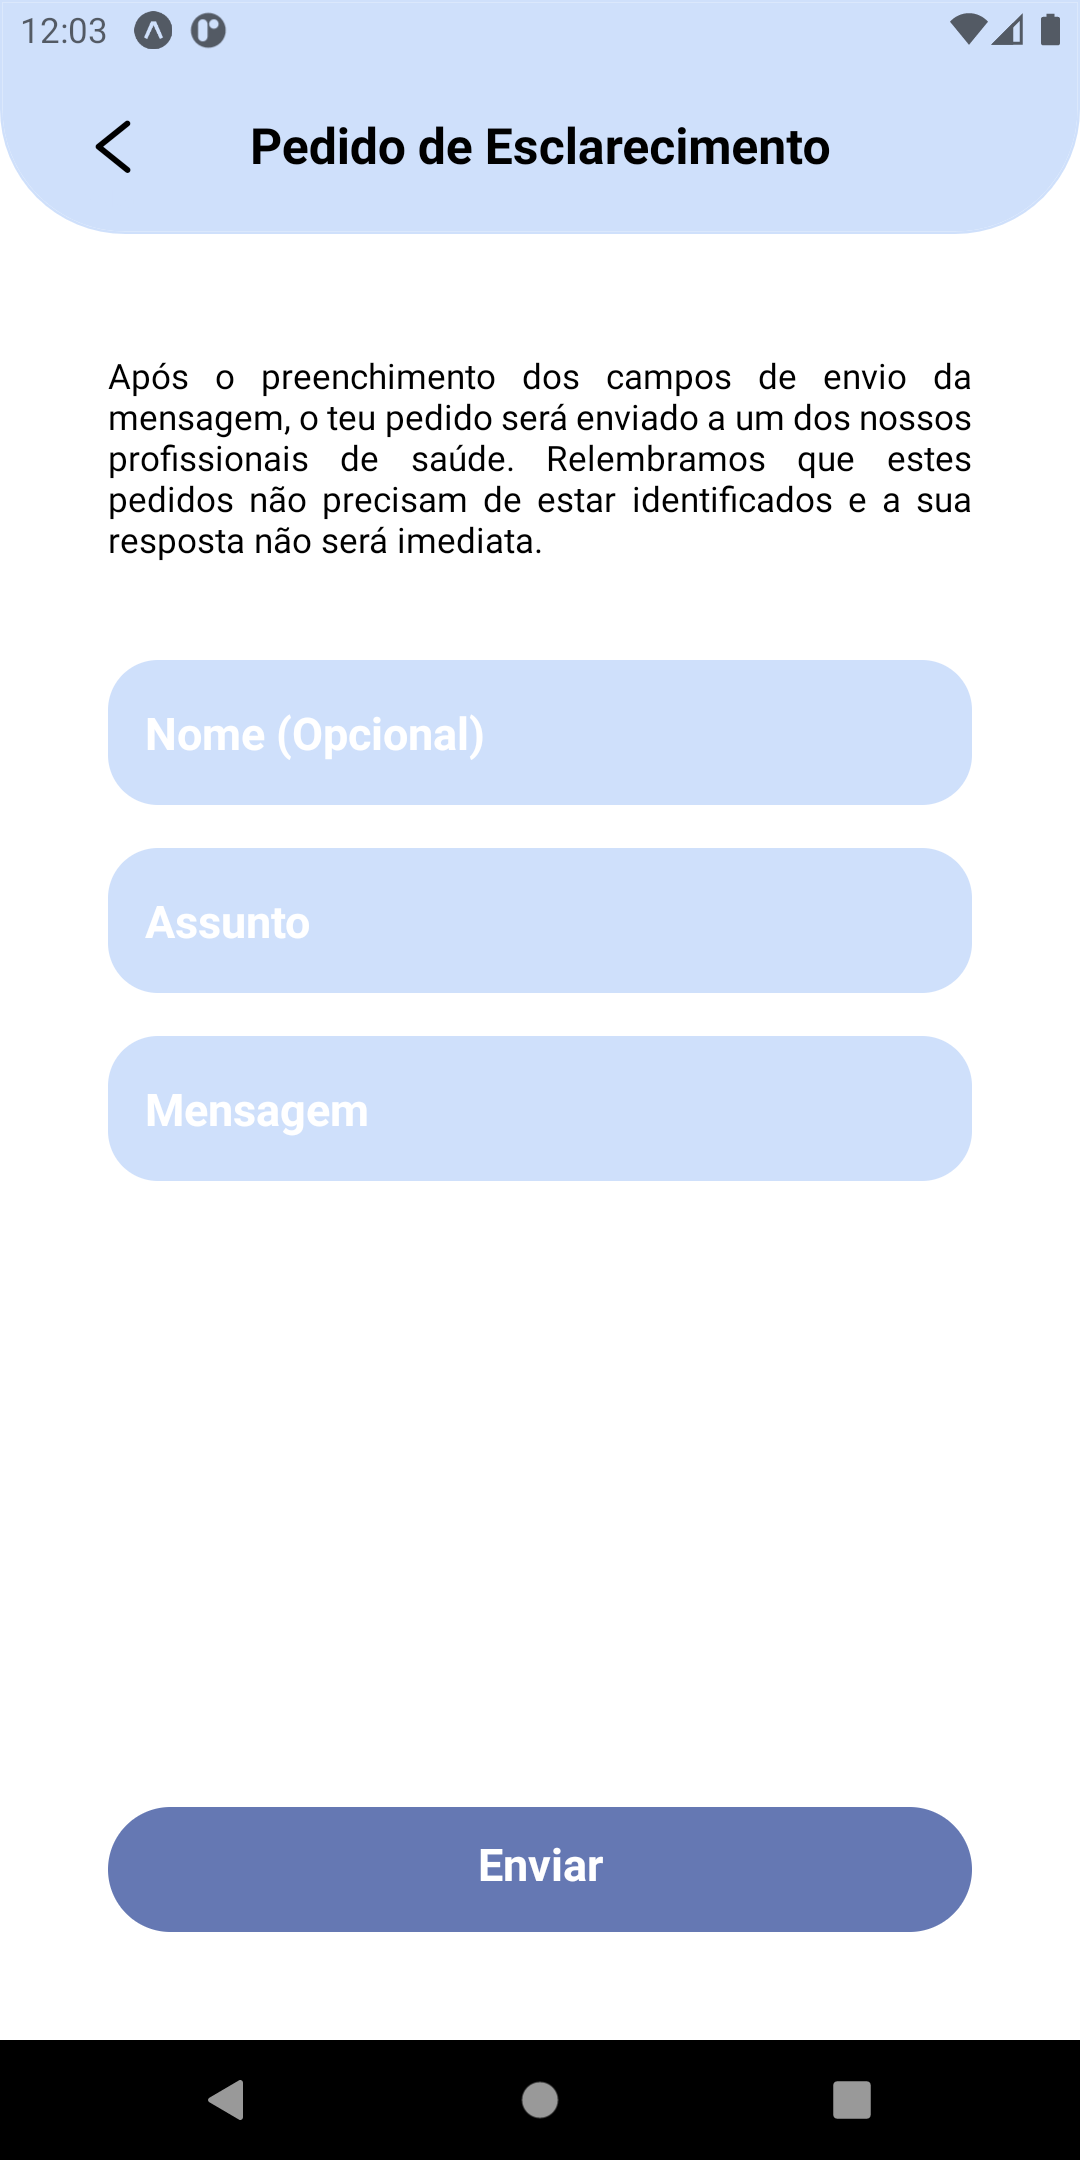 12:03
Pedido de Esclarecimento
Após o preenchimento dos campos de envio da
mensagem, o teu pedido será enviado a um dos nossos
profissionais de saúde. Relembramos que estes
pedidos não precisam de estar identificados e a sua
resposta não será imediata.
Nome (Opcional)
Assunto
Mensagem
Enviar